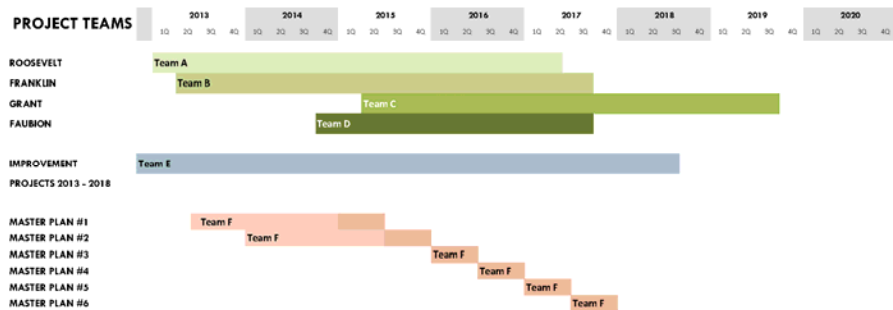 PROJECT TEAMS
2013 2014 2015 2016 2017 2018 2019 2020
1Q 2Q 3Q 4Q 1Q 2Q 3Q 4Q 1Q 2Q 3Q 4Q 1Q 2Q 3Q 4Q 1Q 2Q 3Q 4Q 1Q 2Q 3Q 4Q 1Q 2Q 3Q 4Q 1Q 2Q 3Q 4Q
ROOSEVELT Team A
FRANKLIN Team B
GRANT Team C
FAUBION Team D
IMPROVEMENT Team E
PROJECTS 2013 - 2018
MASTER PLAN #1 Team F
MASTER PLAN #2 Team F
MASTER PLAN #3 Team F
MASTER PLAN #4 Team F
MASTER PLAN #5 Team F
MASTER PLAN #6 Team F